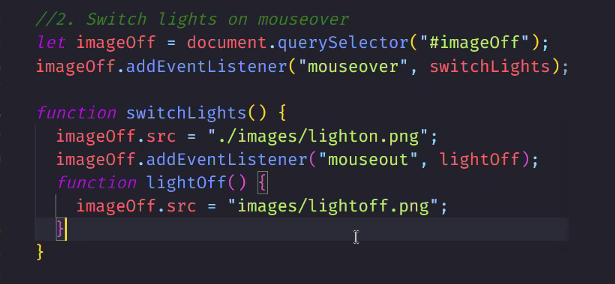 //2. Switch lights on mouseover
let imageOff = document.querySelector("#imageOff");
imageOff.addEventListener("mouseover", switchLights);
function switchLights() {
imageOff.src = "./images/lighton.png";
imageOff.addEventListener("mouseout", lightOff);
function lightOff() {
imageOff.src = "images/lightoff.png";
}
}